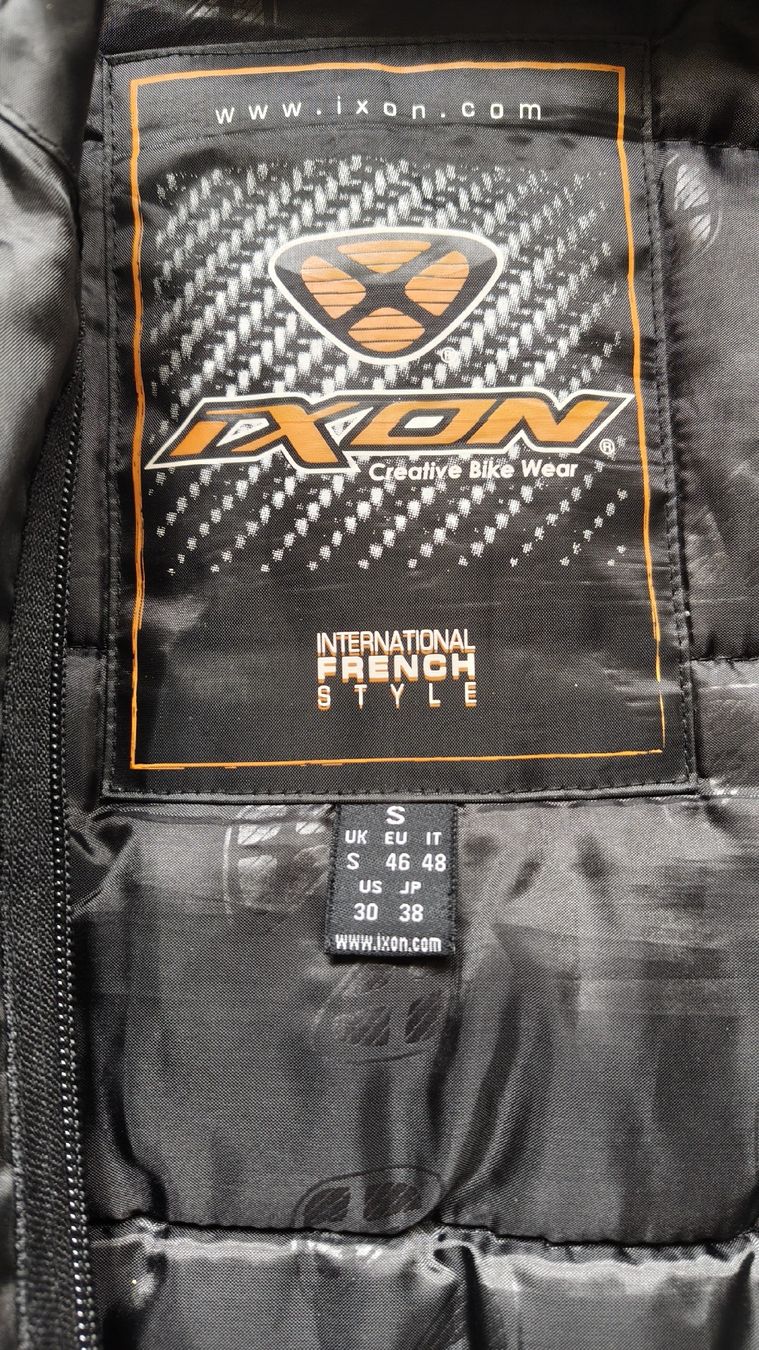 www.ixon.com
®
iXON®
Creative Bike Wear
INTERNATIONAL
FRENCH
STYLE
S
UK EU IT
S 46 48
US JP
30 38
www.ixon.com